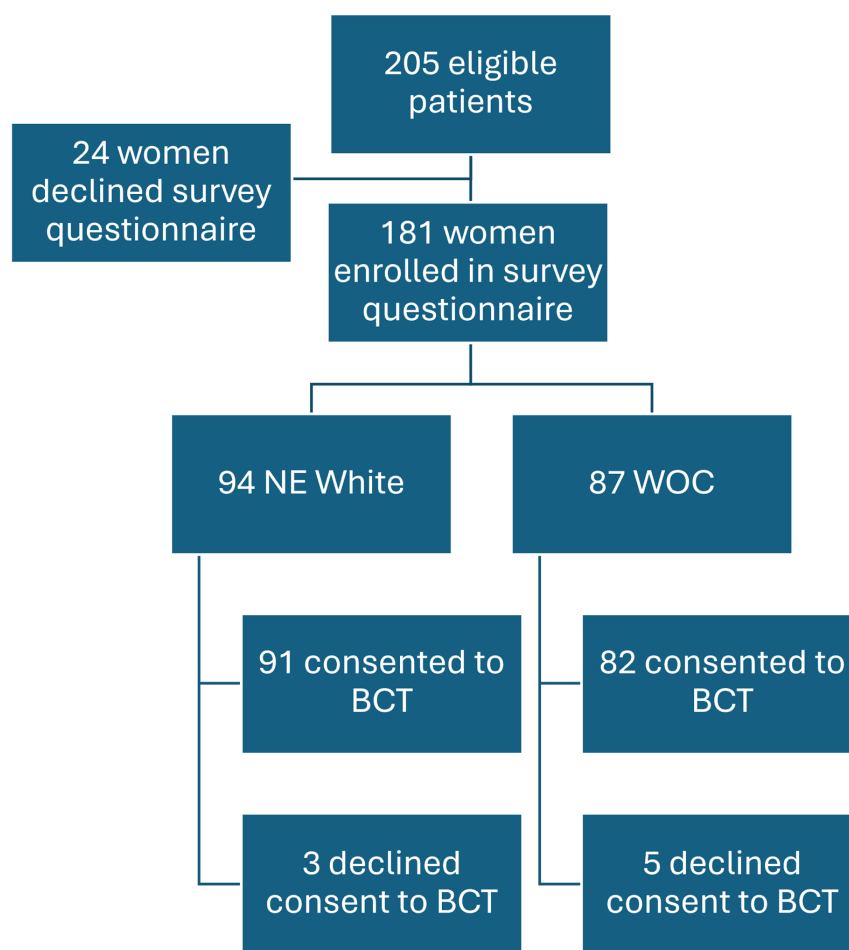 205 eligible
patients
24 women
declined survey
questionnaire
181 women
enrolled in survey
questionnaire
94 NE White
87 WOC
91 consented to
BCT
82 consented to
BCT
3 declined
consent to BCT
5 declined
consent to BCT